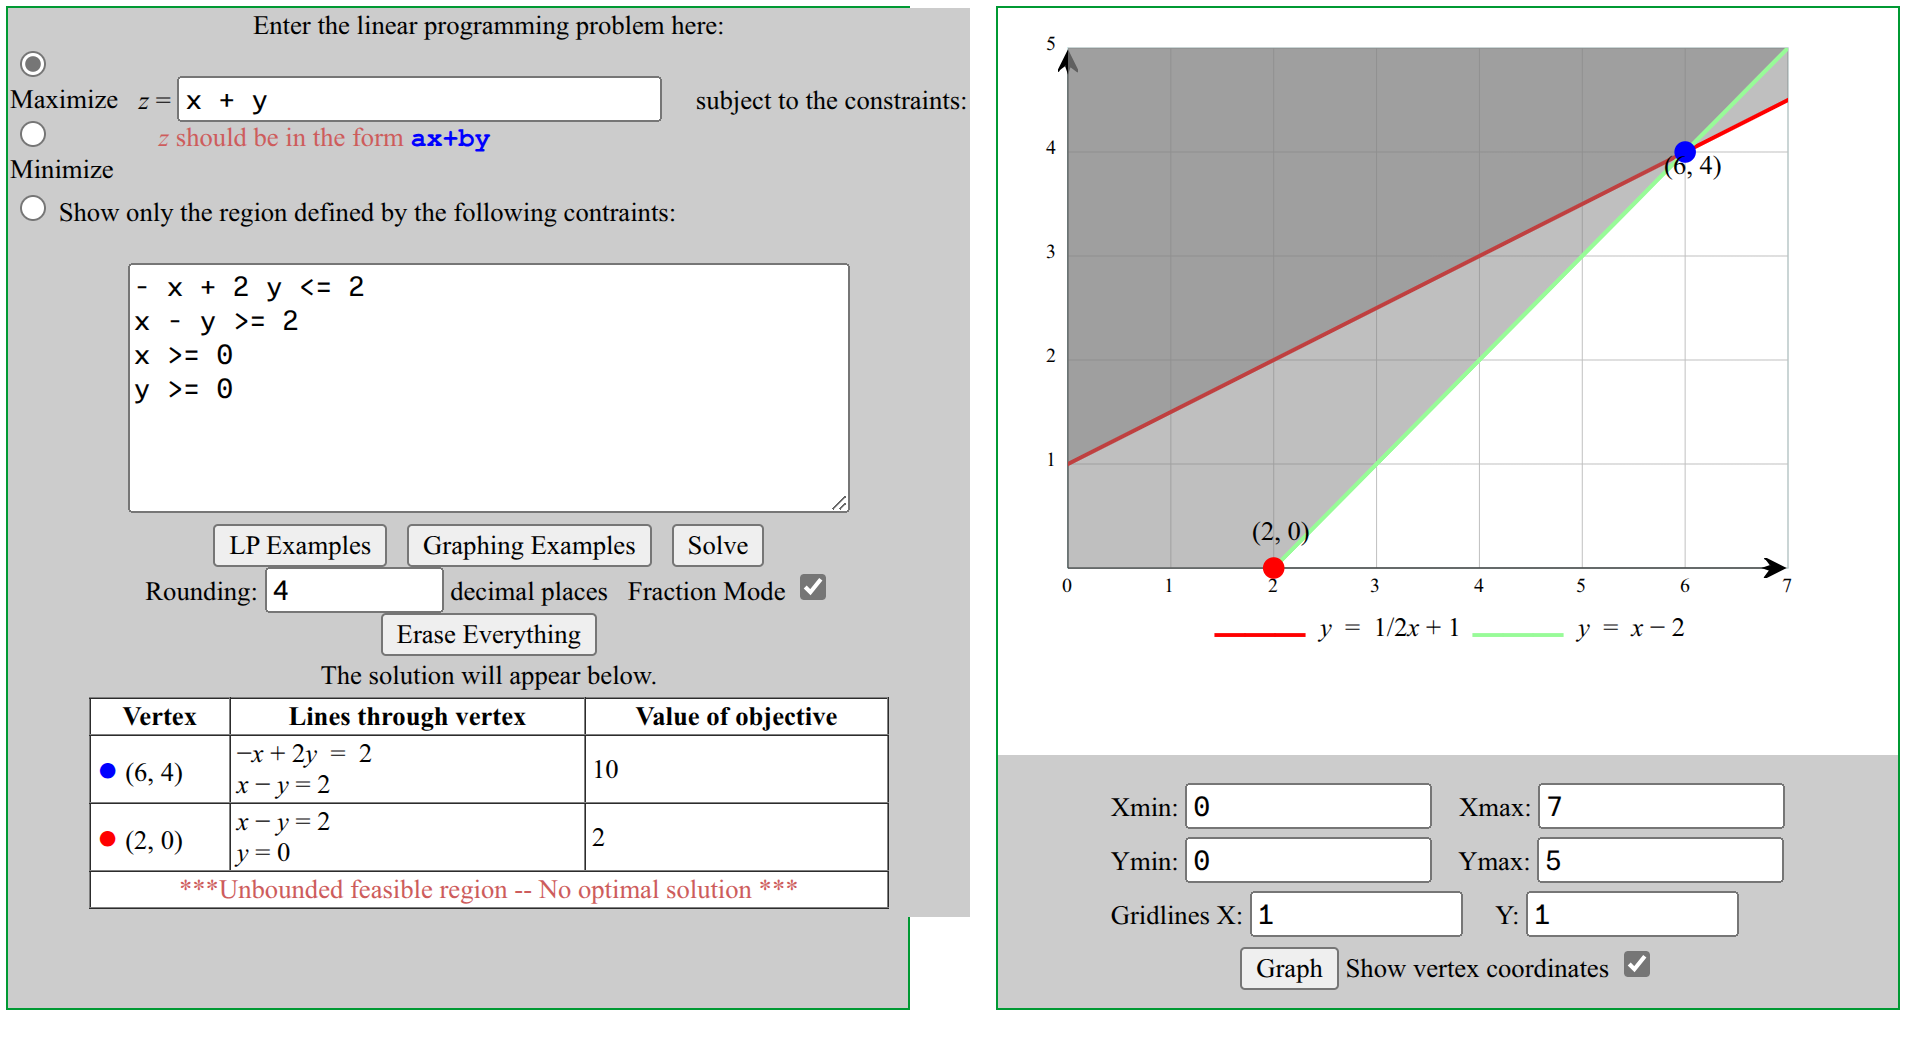 Enter the linear programming problem here:
Maximize z = x + y subject to the constraints:
z should be in the form ax+by
Minimize
Show only the region defined by the following contraints:
- x + 2 y <= 2
x - y >= 2
x >= 0
y >= 0
LP Examples Graphing Examples Solve
Rounding: 4 decimal places Fraction Mode
Erase Everything
The solution will appear below.
Vertex Lines through vertex Value of objective
(6, 4) −x + 2y = 2 10
x − y = 2
(2, 0) x − y = 2 2
y = 0
***Unbounded feasible region -- No optimal solution ***
5
4
(6, 4)
3
2
1
(2, 0)
0 1 2 3 4 5 6 7
y = 1/2x + 1 y = x − 2
Xmin: 0 Xmax: 7
Ymin: 0 Ymax: 5
Gridlines X: 1 Y: 1
Graph Show vertex coordinates